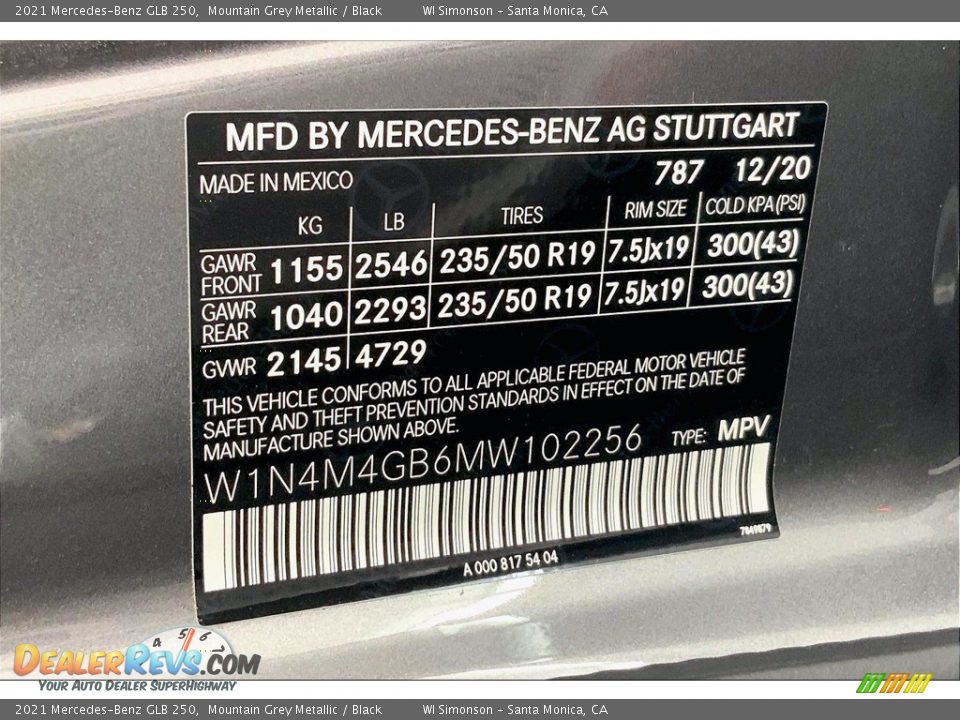 2021 Mercedes-Benz GLB 250, Mountain Grey Metallic / Black WI Simonson - Santa Monica, CA
MFD BY MERCEDES-BENZ AG STUTTGART
787 12/20
MADE IN MEXICO
KG LB TIRES RIM SIZE COLD KPA (PSI)
GAWR FRONT 1155 2546 235/50 R19 7.5Jx19 300(43)
GAWR REAR 1040 2293 235/50 R19 7.5Jx19 300(43)
GVWR 2145 4729
THIS VEHICLE CONFORMS TO ALL APPLICABLE FEDERAL MOTOR VEHICLE
SAFETY AND THEFT PREVENTION STANDARDS IN EFFECT ON THE DATE OF
MANUFACTURE SHOWN ABOVE.
W1N4M4GB6MW102256 TYPE: MPV
7849879
A 000 817 54 04
4 5 6
DEALERREVS.COM
YOUR AUTO DEALER SUPERHIGHWAY
2021 Mercedes-Benz GLB 250, Mountain Grey Metallic / Black WI Simonson - Santa Monica, CA